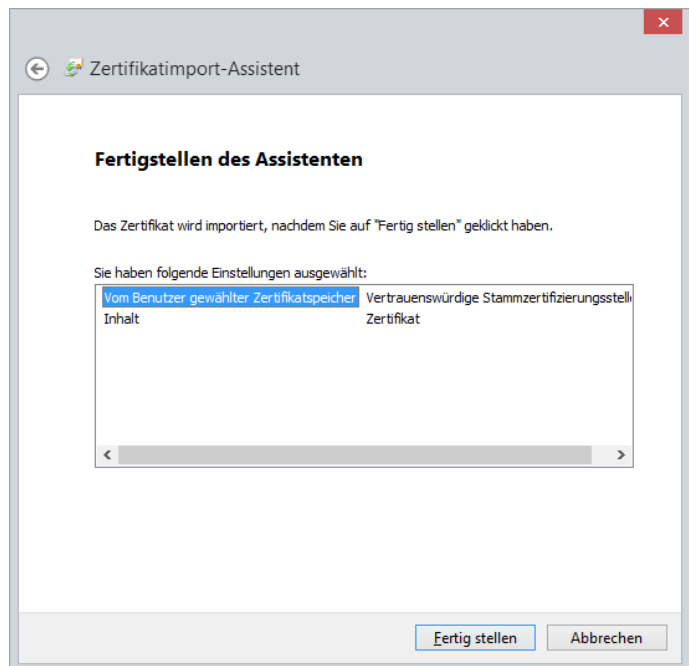 Zertifikatimport-Assistent
Fertigstellen des Assistenten
Das Zertifikat wird importiert, nachdem Sie auf "Fertig stellen" geklickt haben.
Sie haben folgende Einstellungen ausgewählt:
Vom Benutzer gewählter Zertifikatspeicher Vertrauenswürdige Stammzertifizierungsstell
Inhalt Zertifikat
Fertig stellen Abbrechen